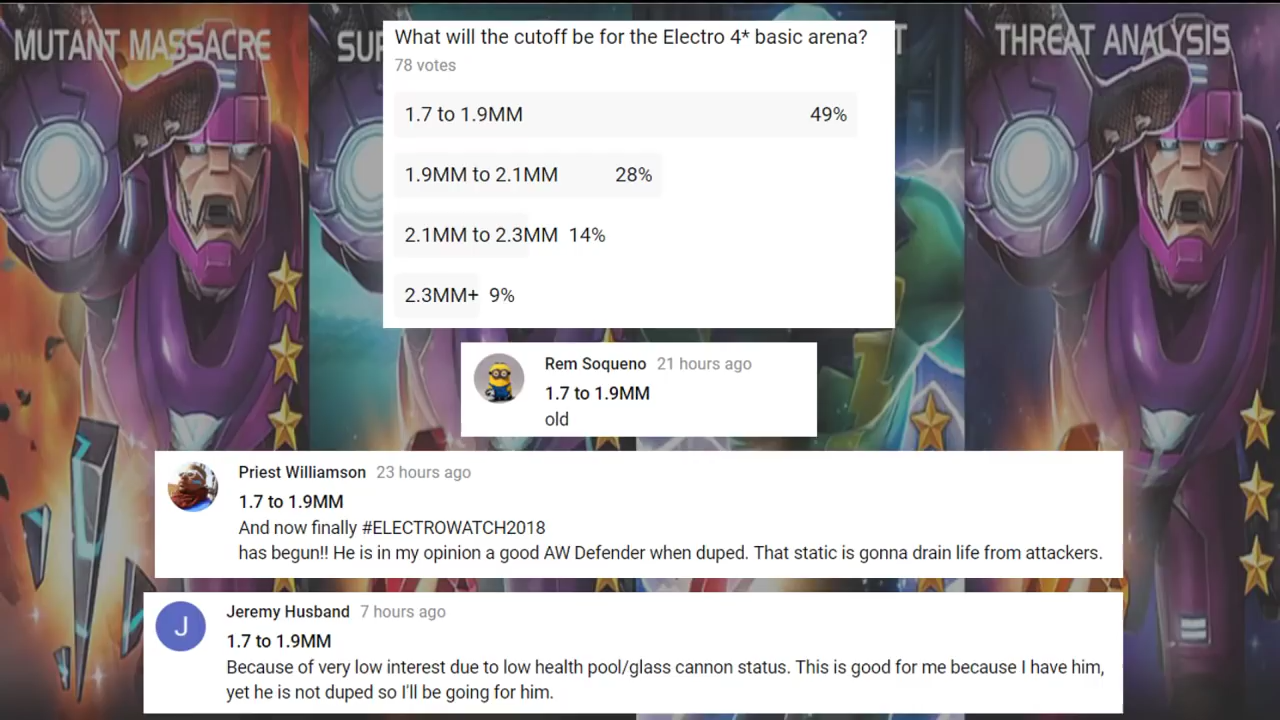 MUTANT MASSACRE
SUP
T
THREAT ANALYSIS
What will the cutoff be for the Electro 4* basic arena?
78 votes
1.7 to 1.9MM 49%
1.9MM to 2.1MM 28%
2.1MM to 2.3MM 14%
2.3MM+ 9%
Rem Soqueno 21 hours ago
1.7 to 1.9MM
old
Priest Williamson 23 hours ago
1.7 to 1.9MM
And now finally #ELECTROWATCH2018
has begun!! He is in my opinion a good AW Defender when duped. That static is gonna drain life from attackers.
J
Jeremy Husband 7 hours ago
1.7 to 1.9MM
Because of very low interest due to low health pool/glass cannon status. This is good for me because I have him,
yet he is not duped so I'll be going for him.